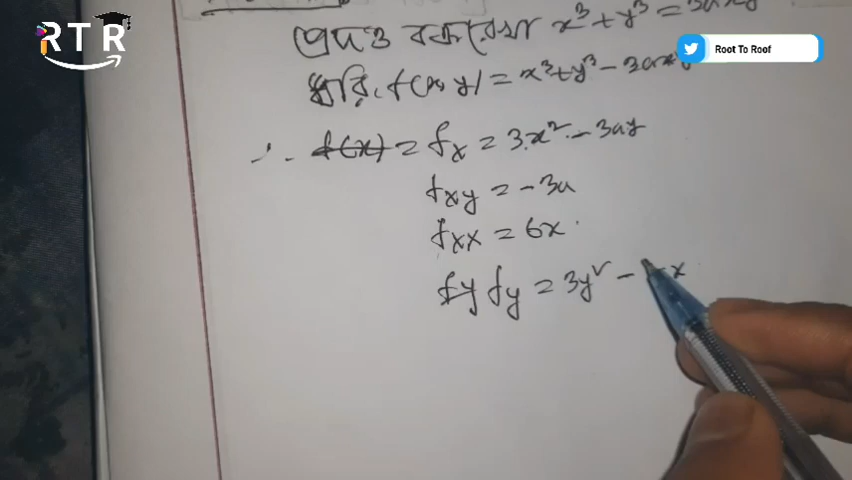 RTR
Root To Roof
প্রদত্ত বক্ররেখা x³ + y³ = 3axy
ধরি, f(x, y) = x³ + y³ - 3axy
∴ f(x) = fx = 3x² - 3ay
fxy = - 3a
fxx = 6x
fy fy = 3y² -